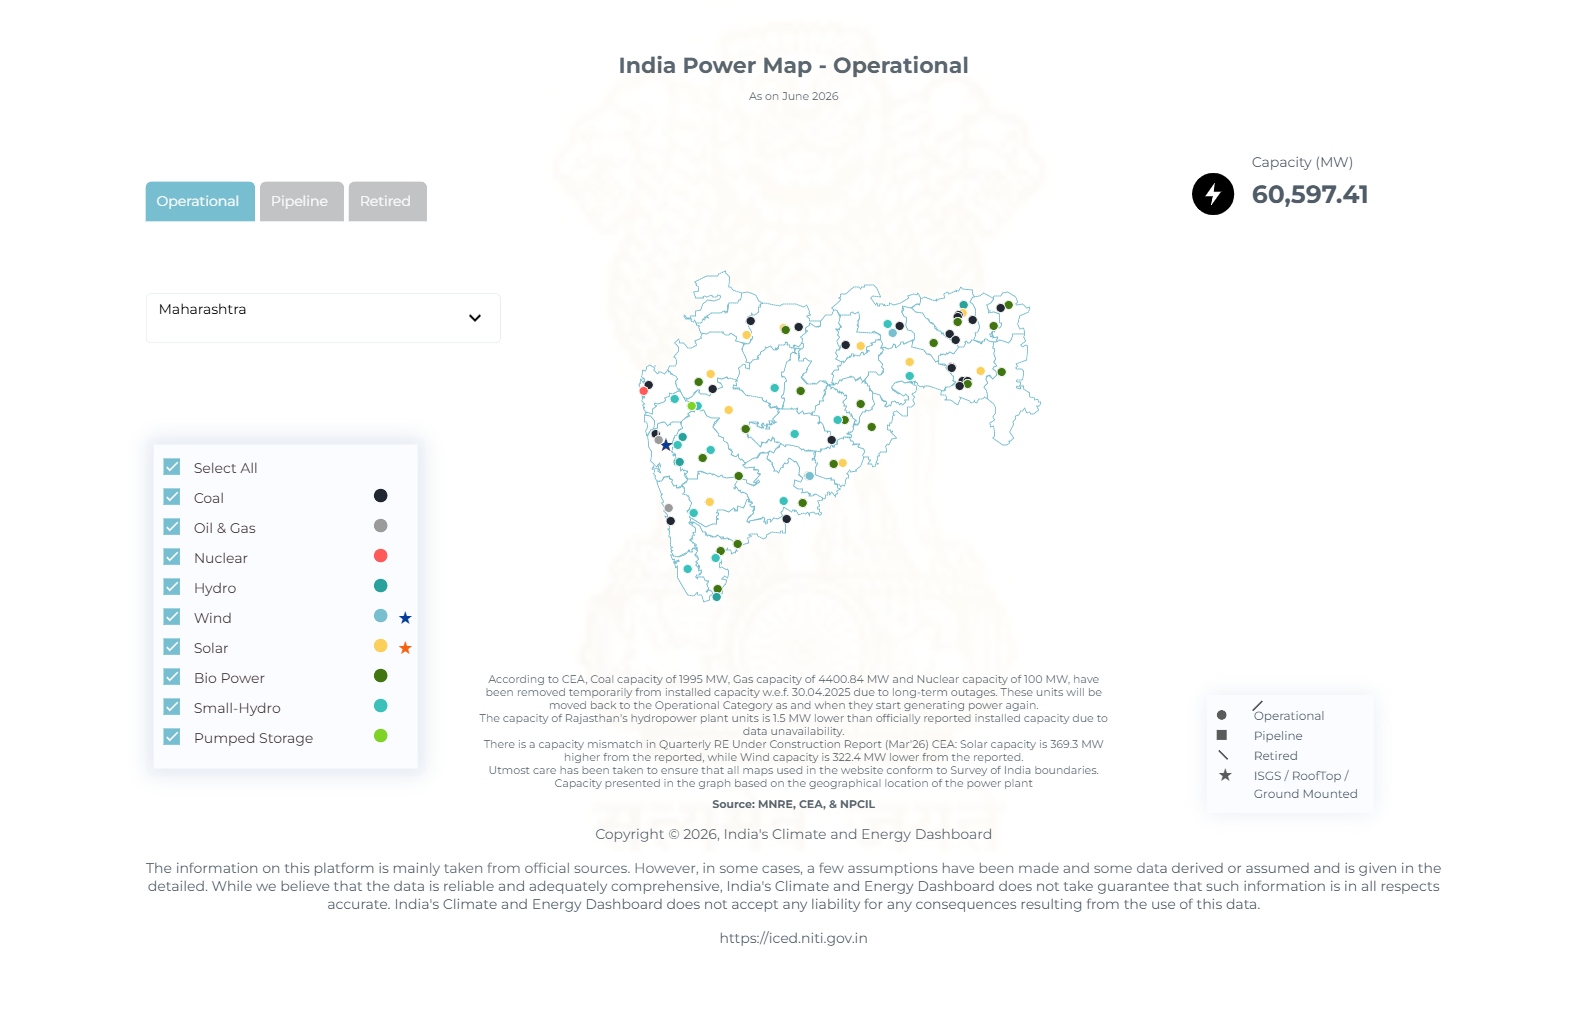 India Power Map - Operational
As on June 2026
Capacity (MW)
60,597.41
Operational
Pipeline
Retired
Maharashtra
Select All
Coal
Oil & Gas
Nuclear
Hydro
Wind
Solar
Bio Power
Small-Hydro
Pumped Storage
According to CEA, Coal capacity of 1995 MW, Gas capacity of 4400.84 MW and Nuclear capacity of 100 MW, have
been removed temporarily from installed capacity w.e.f. 30.04.2025 due to long-term outages. These units will be
moved back to the Operational Category as and when they start generating power again.
The capacity of Rajasthan's hydropower plant units is 1.5 MW lower than officially reported installed capacity due to
data unavailability.
There is a capacity mismatch in Quarterly RE Under Construction Report (Mar'26) CEA: Solar capacity is 369.3 MW
higher from the reported, while Wind capacity is 322.4 MW lower from the reported.
Utmost care has been taken to ensure that all maps used in the website conform to Survey of India boundaries.
Capacity presented in the graph based on the geographical location of the power plant
Source: MNRE, CEA, & NPCIL
Operational
Pipeline
Retired
ISGS / RoofTop /
Ground Mounted
Copyright © 2026, India's Climate and Energy Dashboard
The information on this platform is mainly taken from official sources. However, in some cases, a few assumptions have been made and some data derived or assumed and is given in the
detailed. While we believe that the data is reliable and adequately comprehensive, India's Climate and Energy Dashboard does not take guarantee that such information is in all respects
accurate. India's Climate and Energy Dashboard does not accept any liability for any consequences resulting from the use of this data.
https://iced.niti.gov.in